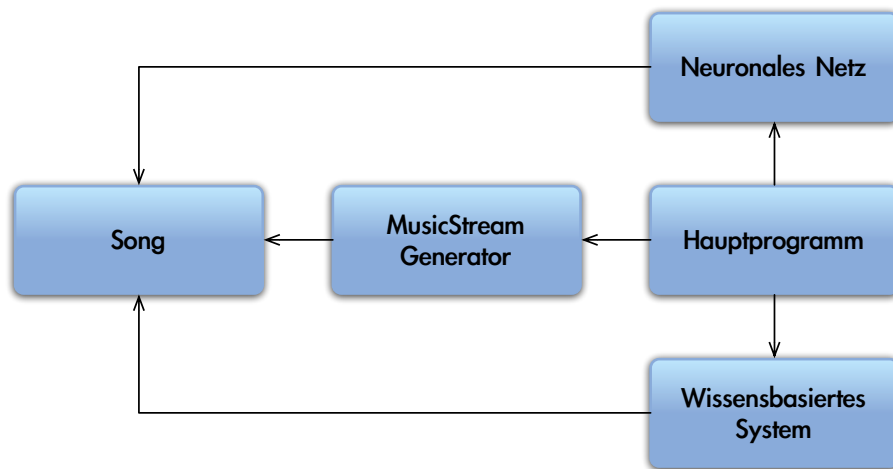 Neuronales Netz
Song
MusicStream
Generator
Hauptprogramm
Wissensbasiertes
System